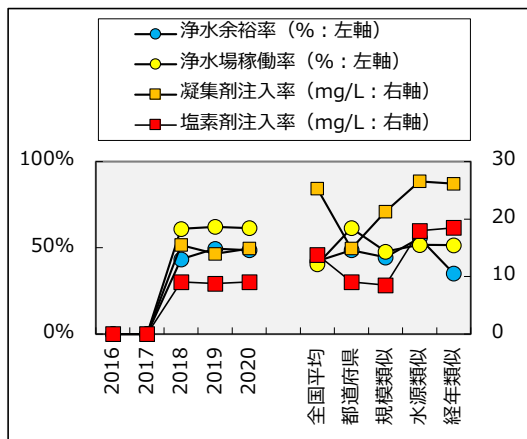 浄水余裕率（%：左軸）
浄水場稼働率（%：左軸）
凝集剤注入率（mg/L：右軸）
塩素剤注入率（mg/L：右軸）
100%
50%
0%
30
20
10
0
2016
2017
2018
2019
2020
全国平均
都道府県
規模類似
水源類似
経年類似